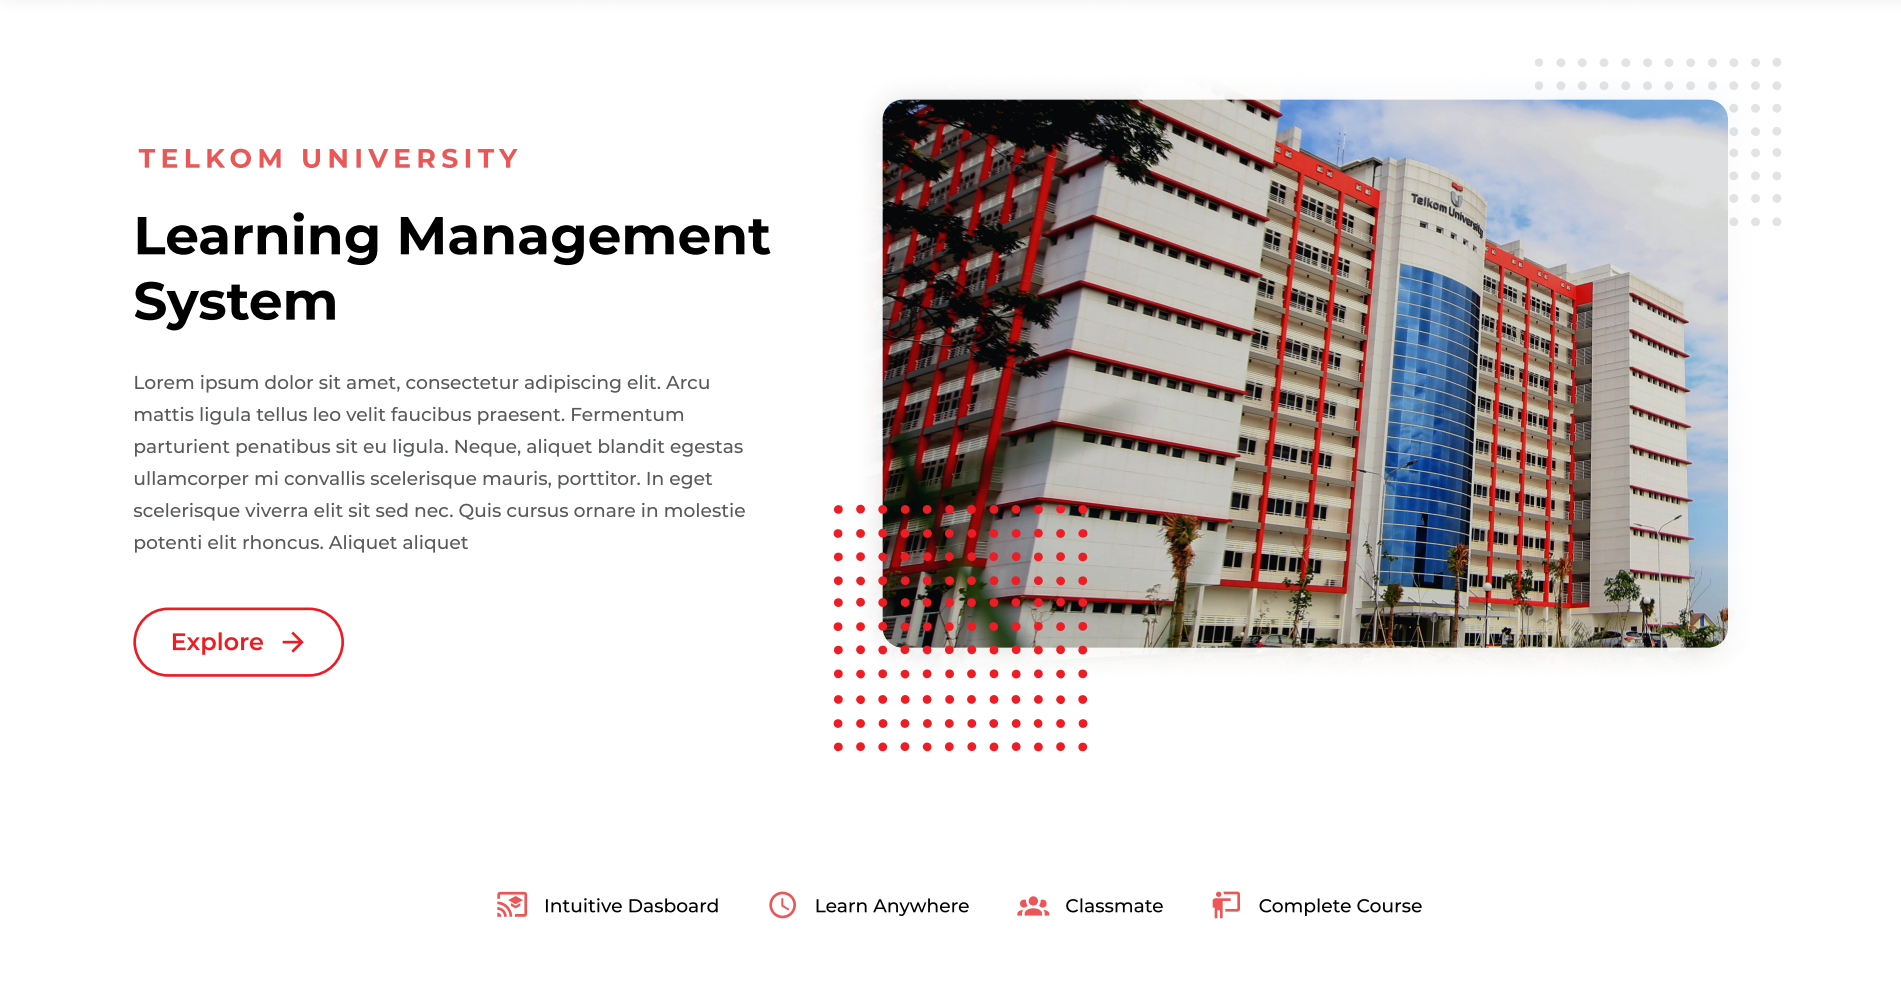 TELKOM UNIVERSITY
Learning Management
System
Lorem ipsum dolor sit amet, consectetur adipiscing elit. Arcu
mattis ligula tellus leo velit faucibus praesent. Fermentum
parturient penatibus sit eu ligula. Neque, aliquet blandit egestas
ullamcorper mi convallis scelerisque mauris, porttitor. In eget
scelerisque viverra elit sit sed nec. Quis cursus ornare in molestie
potenti elit rhoncus. Aliquet aliquet
Explore
Telkom University
Intuitive Dasboard
Learn Anywhere
Classmate
Complete Course